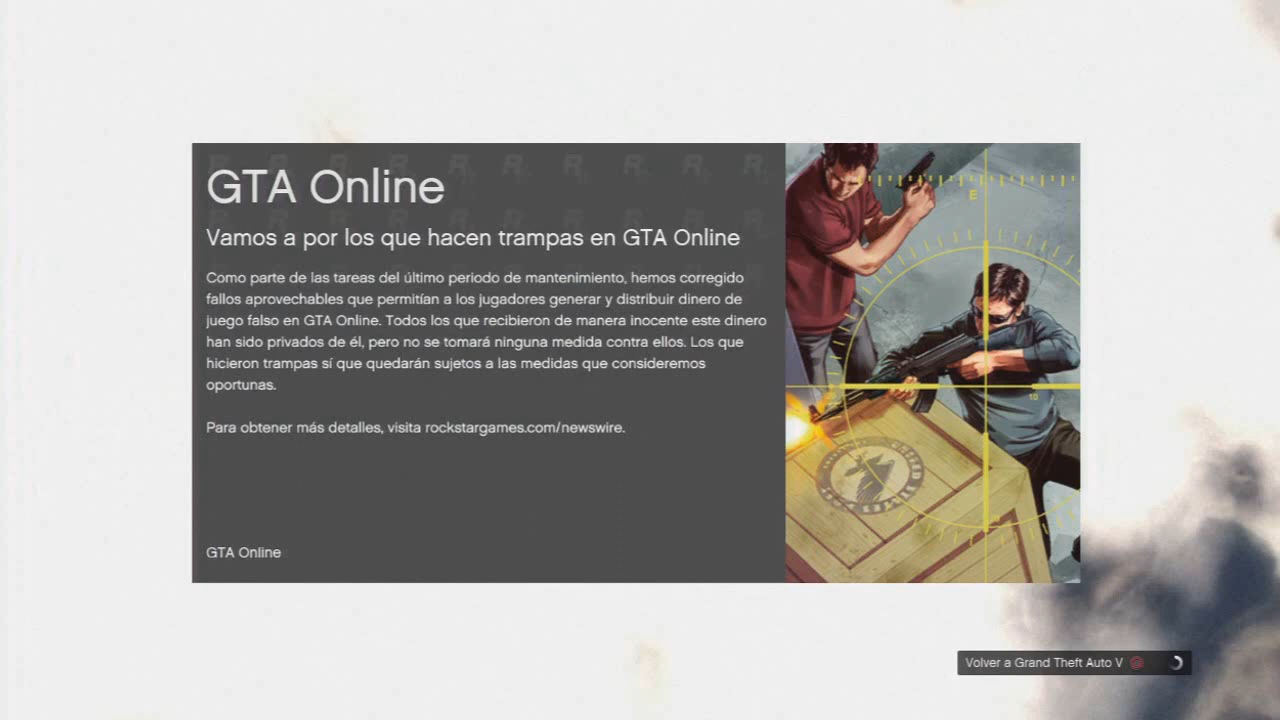 GTA Online
Vamos a por los que hacen trampas en GTA Online
Como parte de las tareas del último periodo de mantenimiento, hemos corregido
fallos aprovechables que permitían a los jugadores generar y distribuir dinero de
juego falso en GTA Online. Todos los que recibieron de manera inocente este dinero
han sido privados de él, pero no se tomará ninguna medida contra ellos. Los que
hicieron trampas sí que quedarán sujetos a las medidas que consideremos
oportunas.
Para obtener más detalles, visita rockstargames.com/newswire.
GTA Online
E
10
UNITED STATES
Volver a Grand Theft Auto V